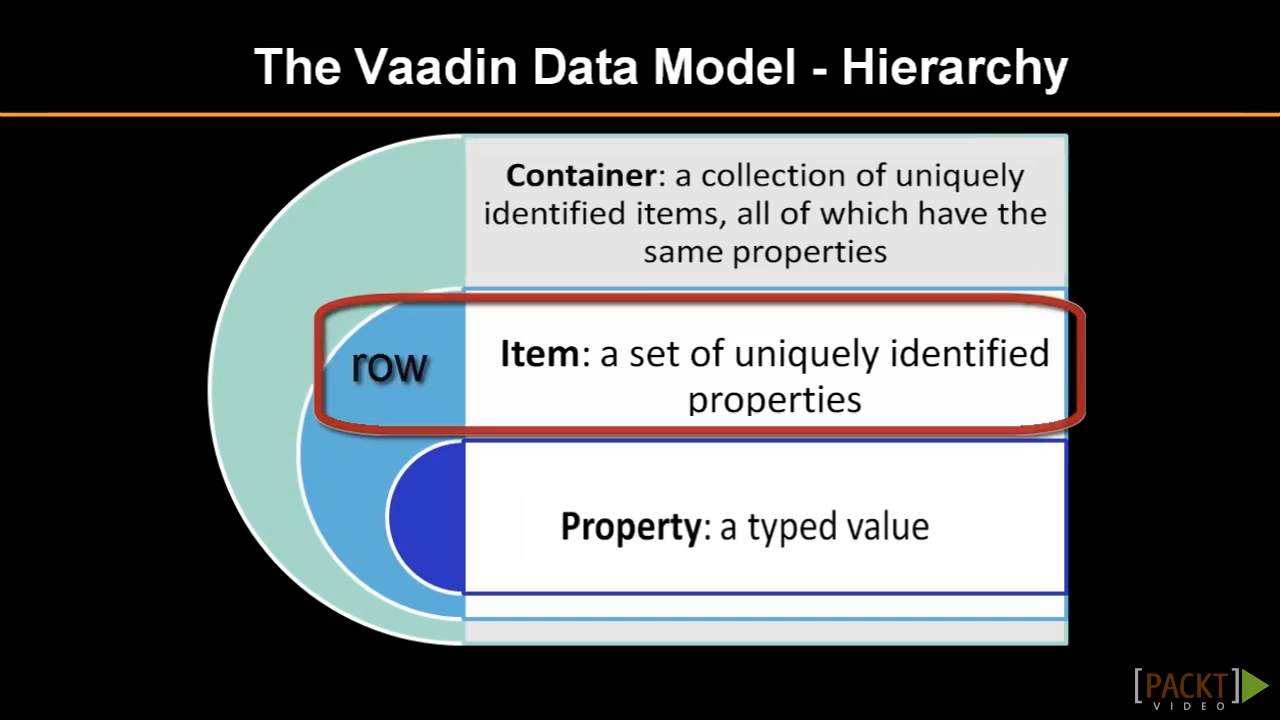 The Vaadin Data Model - Hierarchy
Container: a collection of uniquely
identified items, all of which have the
same properties
row
Item: a set of uniquely identified
properties
Property: a typed value
[PACKT]
VIDEO